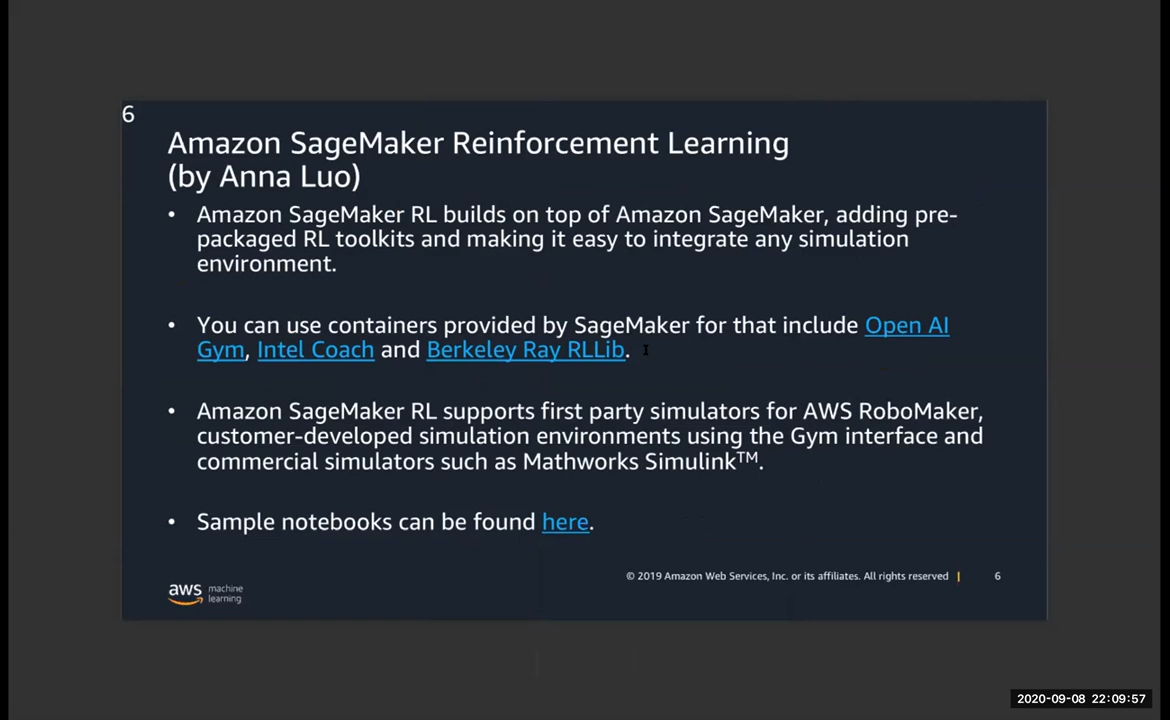 6
Amazon SageMaker Reinforcement Learning
(by Anna Luo)
• Amazon SageMaker RL builds on top of Amazon SageMaker, adding pre-
packaged RL toolkits and making it easy to integrate any simulation
environment.
• You can use containers provided by SageMaker for that include Open AI
Gym, Intel Coach and Berkeley Ray RLLib.
• Amazon SageMaker RL supports first party simulators for AWS RoboMaker,
customer-developed simulation environments using the Gym interface and
commercial simulators such as Mathworks Simulink™.
• Sample notebooks can be found here.
aws machine
learning
© 2019 Amazon Web Services, Inc. or its affiliates. All rights reserved | 6
2020-09-08 22:09:57